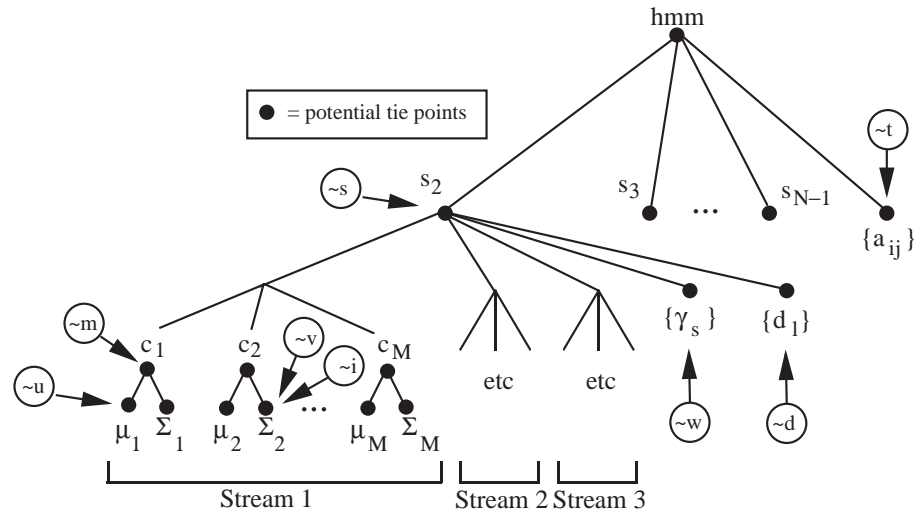 hmm
= potential tie points
~t
~s
s2
s3
...
sN–1
{aij}
{γs}
{dl}
~m
c1
c2
~v
cM
~i
~u
etc
etc
...
μ1
Σ1
μ2
Σ2
μM
ΣM
~w
~d
Stream 1
Stream 2
Stream 3